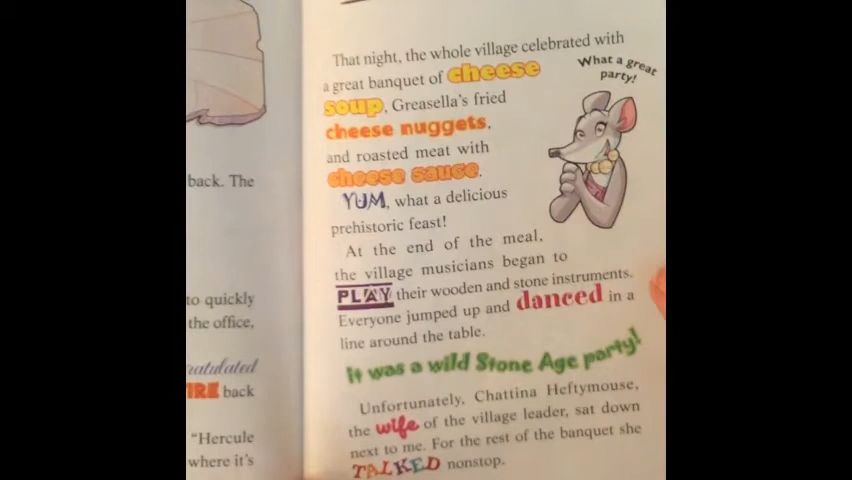 back. The
to quickly
the office,
ratulated
FIRE back
"Hercule
where it's
That night, the whole village celebrated with
a great banquet of cheese
soup, Greasella's fried
cheese nuggets,
and roasted meat with
cheese sauce.
YUM, what a delicious
prehistoric feast!
What a great
party!
At the end of the meal,
the village musicians began to
PLAY their wooden and stone instruments.
Everyone jumped up and danced in a
line around the table.
It was a wild Stone Age party!
Unfortunately, Chattina Heftymouse,
the wife of the village leader, sat down
next to me. For the rest of the banquet she
TALKED nonstop.